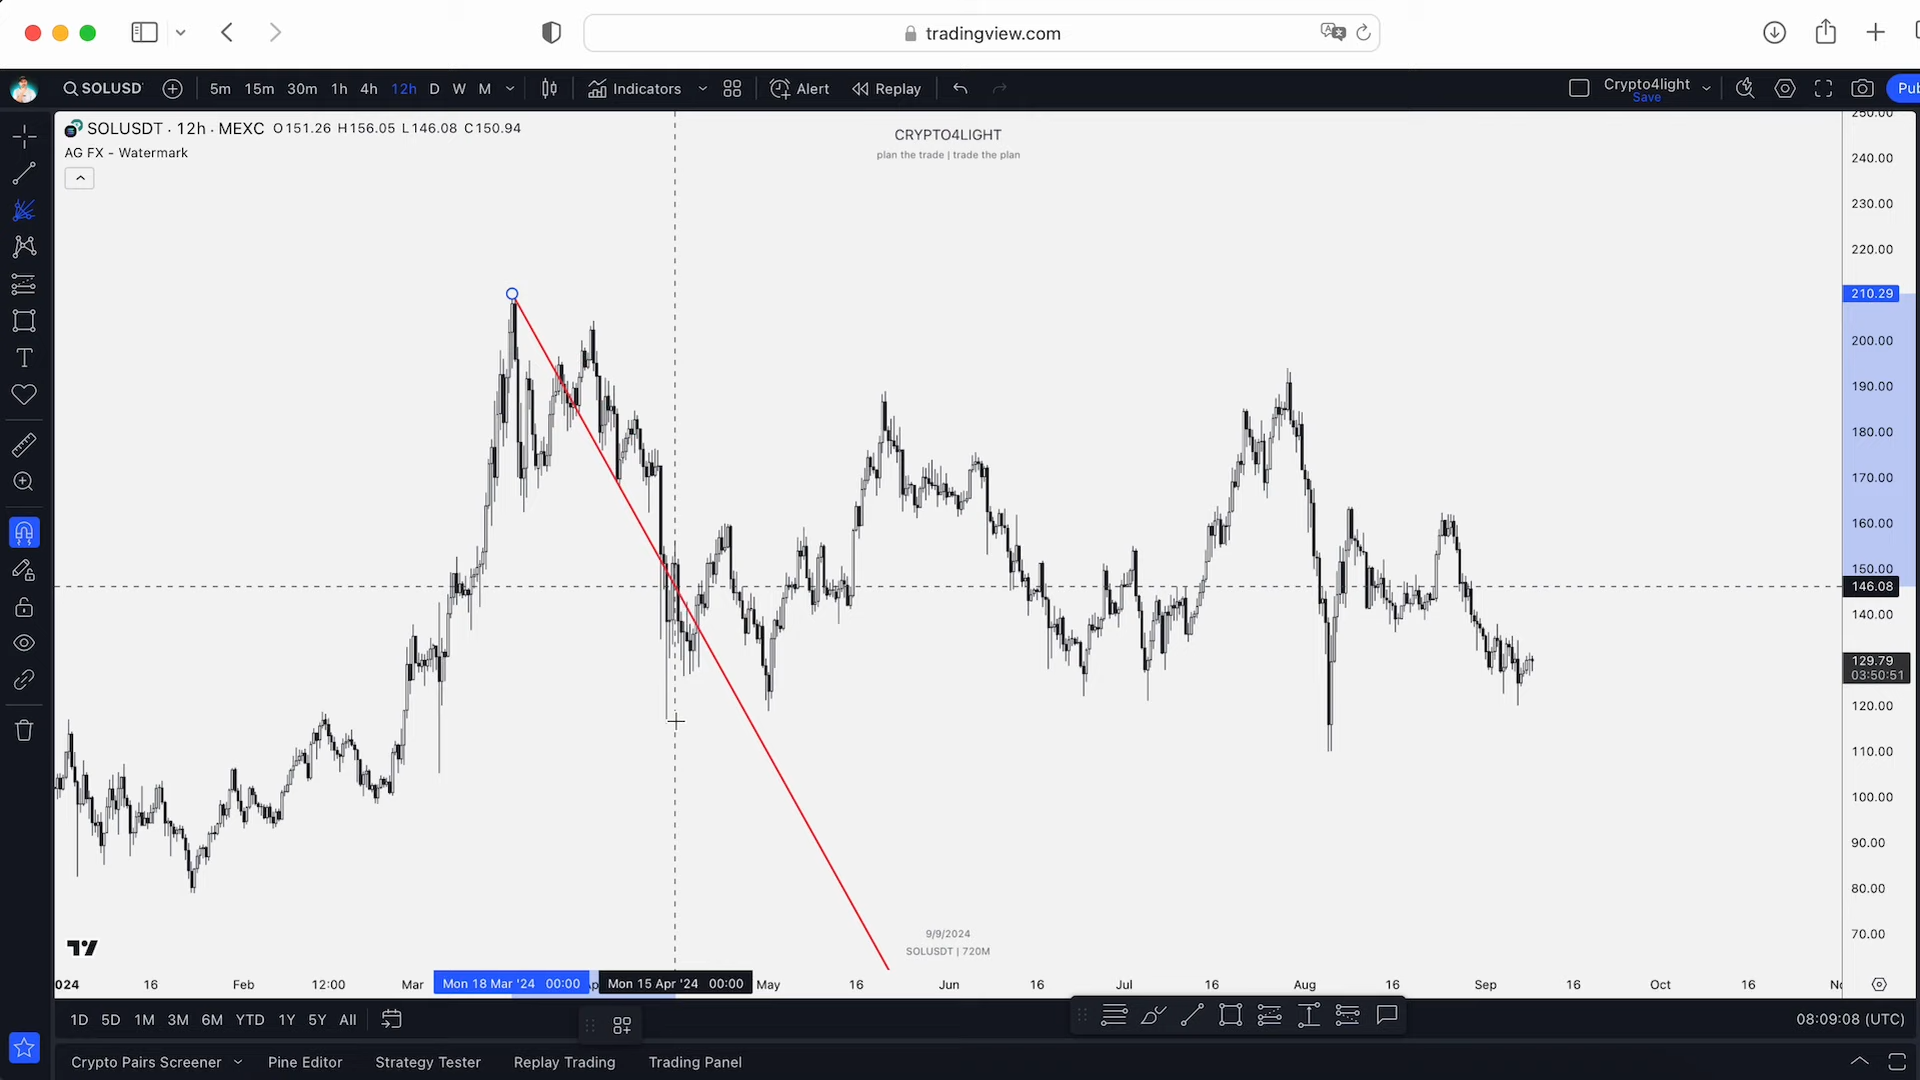 tradingview.com
SOLUSD
5m 15m 30m 1h 4h 12h D W M
Indicators
Alert
Replay
Crypto4light
Save
Pub
SOLUSDT · 12h · MEXC O151.26 H156.05 L146.08 C150.94
AG FX - Watermark
CRYPTO4LIGHT
plan the trade | trade the plan
250.00
240.00
230.00
220.00
210.29
200.00
190.00
180.00
170.00
160.00
150.00
146.08
140.00
129.79
03:50:51
120.00
110.00
100.00
90.00
80.00
70.00
9/9/2024
SOLUSDT | 720M
024 16 Feb 12:00 Mar Mon 18 Mar '24 00:00 Mon 15 Apr '24 00:00 May 16 Jun 16 Jul 16 Aug 16 Sep 16 Oct 16
1D 5D 1M 3M 6M YTD 1Y 5Y All
08:09:08 (UTC)
Crypto Pairs Screener Pine Editor Strategy Tester Replay Trading Trading Panel